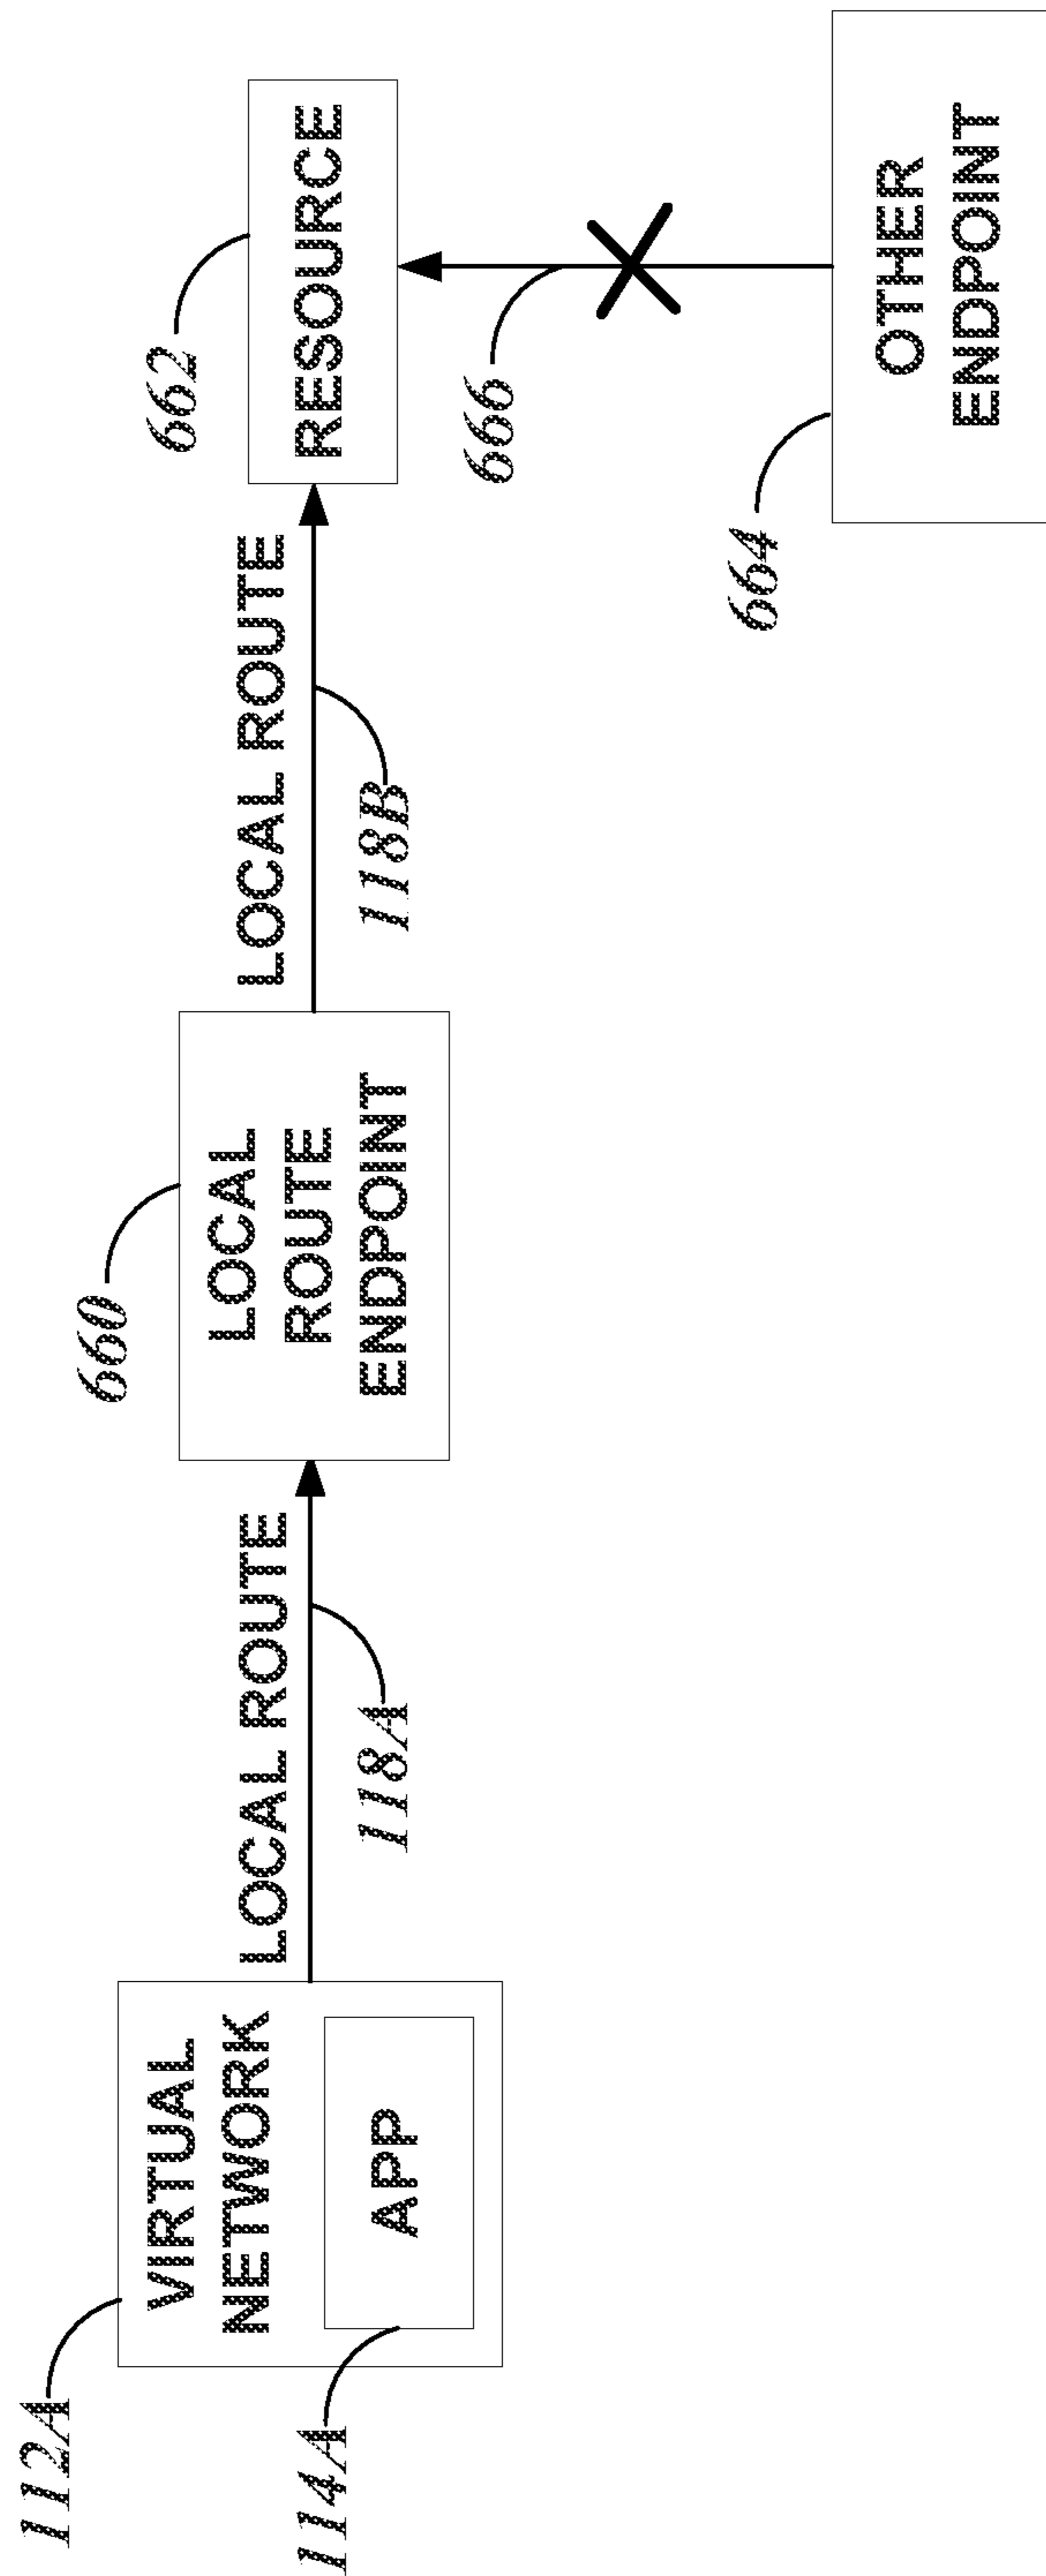 112A
VIRTUAL
NETWORK
114A
APP
LOCAL ROUTE
118A
660
LOCAL
ROUTE
ENDPOINT
LOCAL ROUTE
118B
662
RESOURCE
666
664
OTHER
ENDPOINT